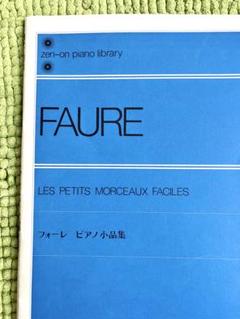 zen-on piano library
FAURE
LES PETITS MORCEAUX FACILES
フォーレ ピアノ小品集